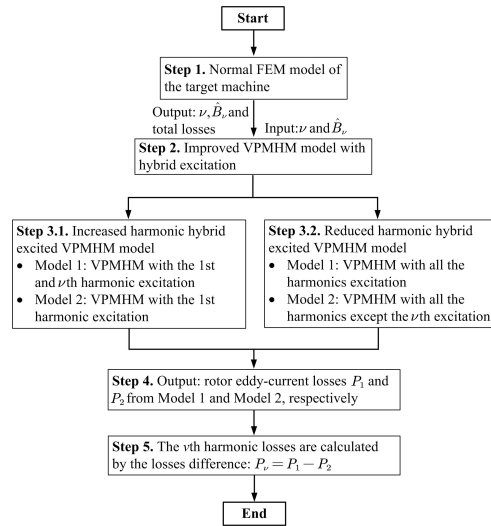 Start
Step 1. Normal FEM model of
the target machine
Output: ν, B̂ν and
total losses
Input: ν and B̂ν
Step 2. Improved VPMHM model with
hybrid excitation
Step 3.1. Increased harmonic hybrid
excited VPMHM model
• Model 1: VPMHM with the 1st
and νth harmonic excitation
• Model 2: VPMHM with the 1st
harmonic excitation
Step 3.2. Reduced harmonic hybrid
excited VPMHM model
• Model 1: VPMHM with all the
harmonics excitation
• Model 2: VPMHM with all the
harmonics except the νth excitation
Step 4. Output: rotor eddy-current losses P₁ and
P₂ from Model 1 and Model 2, respectively
Step 5. The νth harmonic losses are calculated
by the losses difference: Pν = P₁ − P₂
End